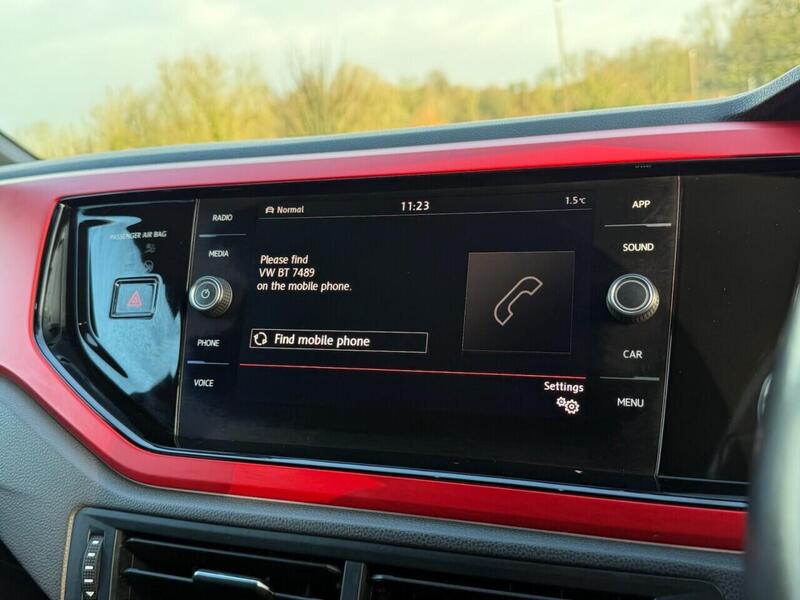 PASSENGER AIR BAG
RADIO
MEDIA
PHONE
VOICE
Normal
11:23
1.5°C
Please find
VW BT 7489
on the mobile phone.
Find mobile phone
Settings
APP
SOUND
CAR
MENU